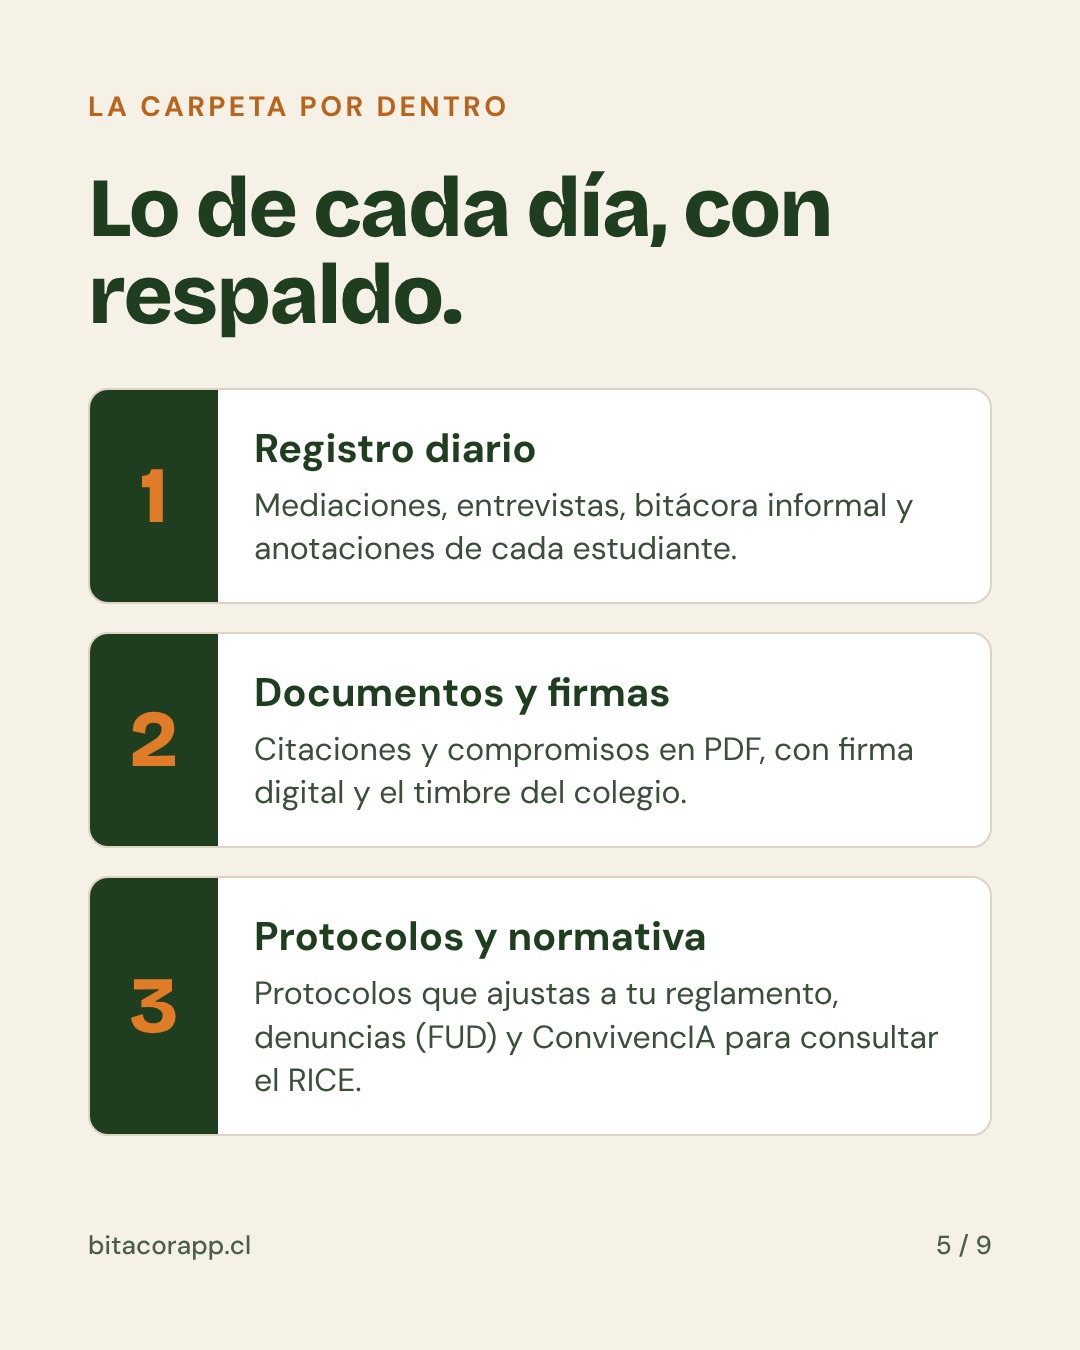 LA CARPETA POR DENTRO
Lo de cada día, con
respaldo.
1
Registro diario
Mediaciones, entrevistas, bitácora informal y
anotaciones de cada estudiante.
2
Documentos y firmas
Citaciones y compromisos en PDF, con firma
digital y el timbre del colegio.
3
Protocolos y normativa
Protocolos que ajustas a tu reglamento,
denuncias (FUD) y ConvivencIA para consultar
el RICE.
bitacorapp.cl
5 / 9